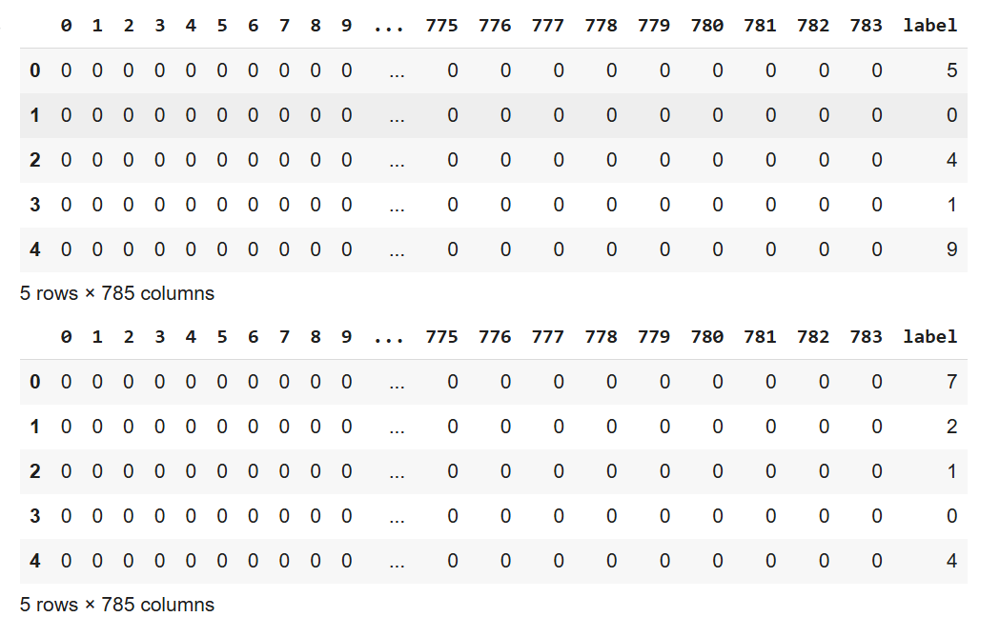 0 1 2 3 4 5 6 7 8 9 ... 775 776 777 778 779 780 781 782 783 label
0 0 0 0 0 0 0 0 0 0 0 ... 0 0 0 0 0 0 0 0 0 5
1 0 0 0 0 0 0 0 0 0 0 ... 0 0 0 0 0 0 0 0 0 0
2 0 0 0 0 0 0 0 0 0 0 ... 0 0 0 0 0 0 0 0 0 4
3 0 0 0 0 0 0 0 0 0 0 ... 0 0 0 0 0 0 0 0 0 1
4 0 0 0 0 0 0 0 0 0 0 ... 0 0 0 0 0 0 0 0 0 9
5 rows × 785 columns
0 1 2 3 4 5 6 7 8 9 ... 775 776 777 778 779 780 781 782 783 label
0 0 0 0 0 0 0 0 0 0 0 ... 0 0 0 0 0 0 0 0 0 7
1 0 0 0 0 0 0 0 0 0 0 ... 0 0 0 0 0 0 0 0 0 2
2 0 0 0 0 0 0 0 0 0 0 ... 0 0 0 0 0 0 0 0 0 1
3 0 0 0 0 0 0 0 0 0 0 ... 0 0 0 0 0 0 0 0 0 0
4 0 0 0 0 0 0 0 0 0 0 ... 0 0 0 0 0 0 0 0 0 4
5 rows × 785 columns